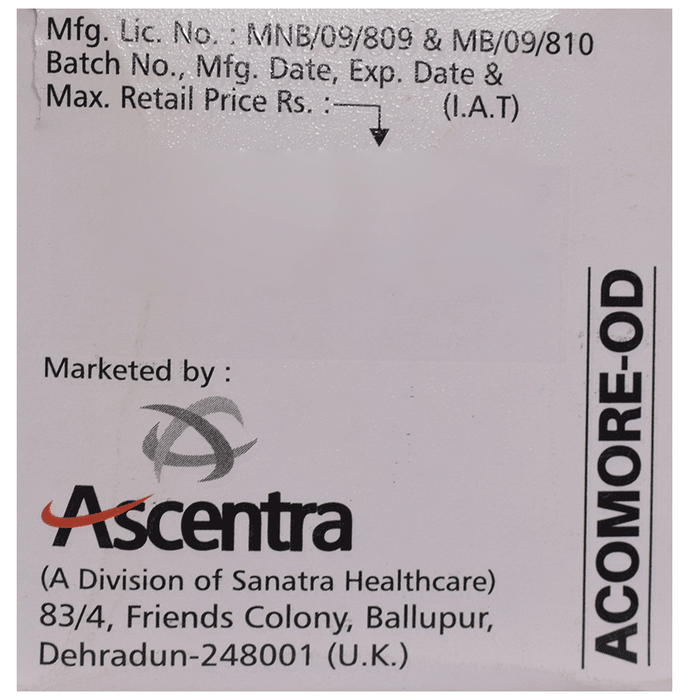 Mfg. Lic. No. : MNB/09/809 & MB/09/810
Batch No., Mfg. Date, Exp. Date &
Max. Retail Price Rs. : (I.A.T)
Marketed by :
Ascentra
(A Division of Sanatra Healthcare)
83/4, Friends Colony, Ballupur,
Dehradun-248001 (U.K.)
ACOMORE-OD